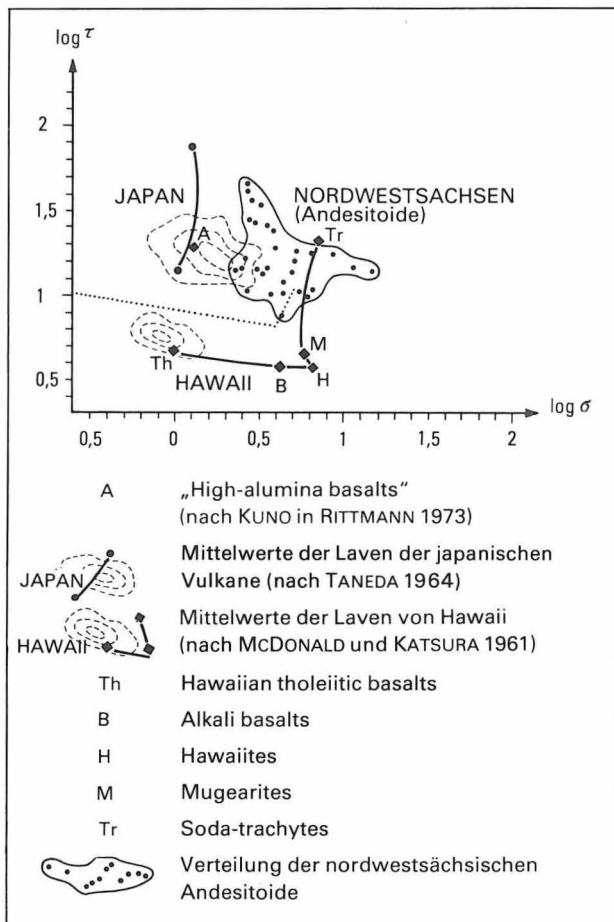 log τ
2
JAPAN
NORDWESTSACHSEN
(Andesitoide)
1,5
A
Tr
1
M
Th
HAWAII
B
H
0,5
log σ
0,5
0
0,5
1
1,5
2
A „High-alumina basalts“
(nach KUNO in RITTMANN 1973)
JAPAN Mittelwerte der Laven der japanischen
Vulkane (nach TANEDA 1964)
HAWAII Mittelwerte der Laven von Hawaii
(nach MCDONALD und KATSURA 1961)
Th Hawaiian tholeiitic basalts
B Alkali basalts
H Hawaiites
M Mugearites
Tr Soda-trachytes
Verteilung der nordwestsächsischen
Andesitoide